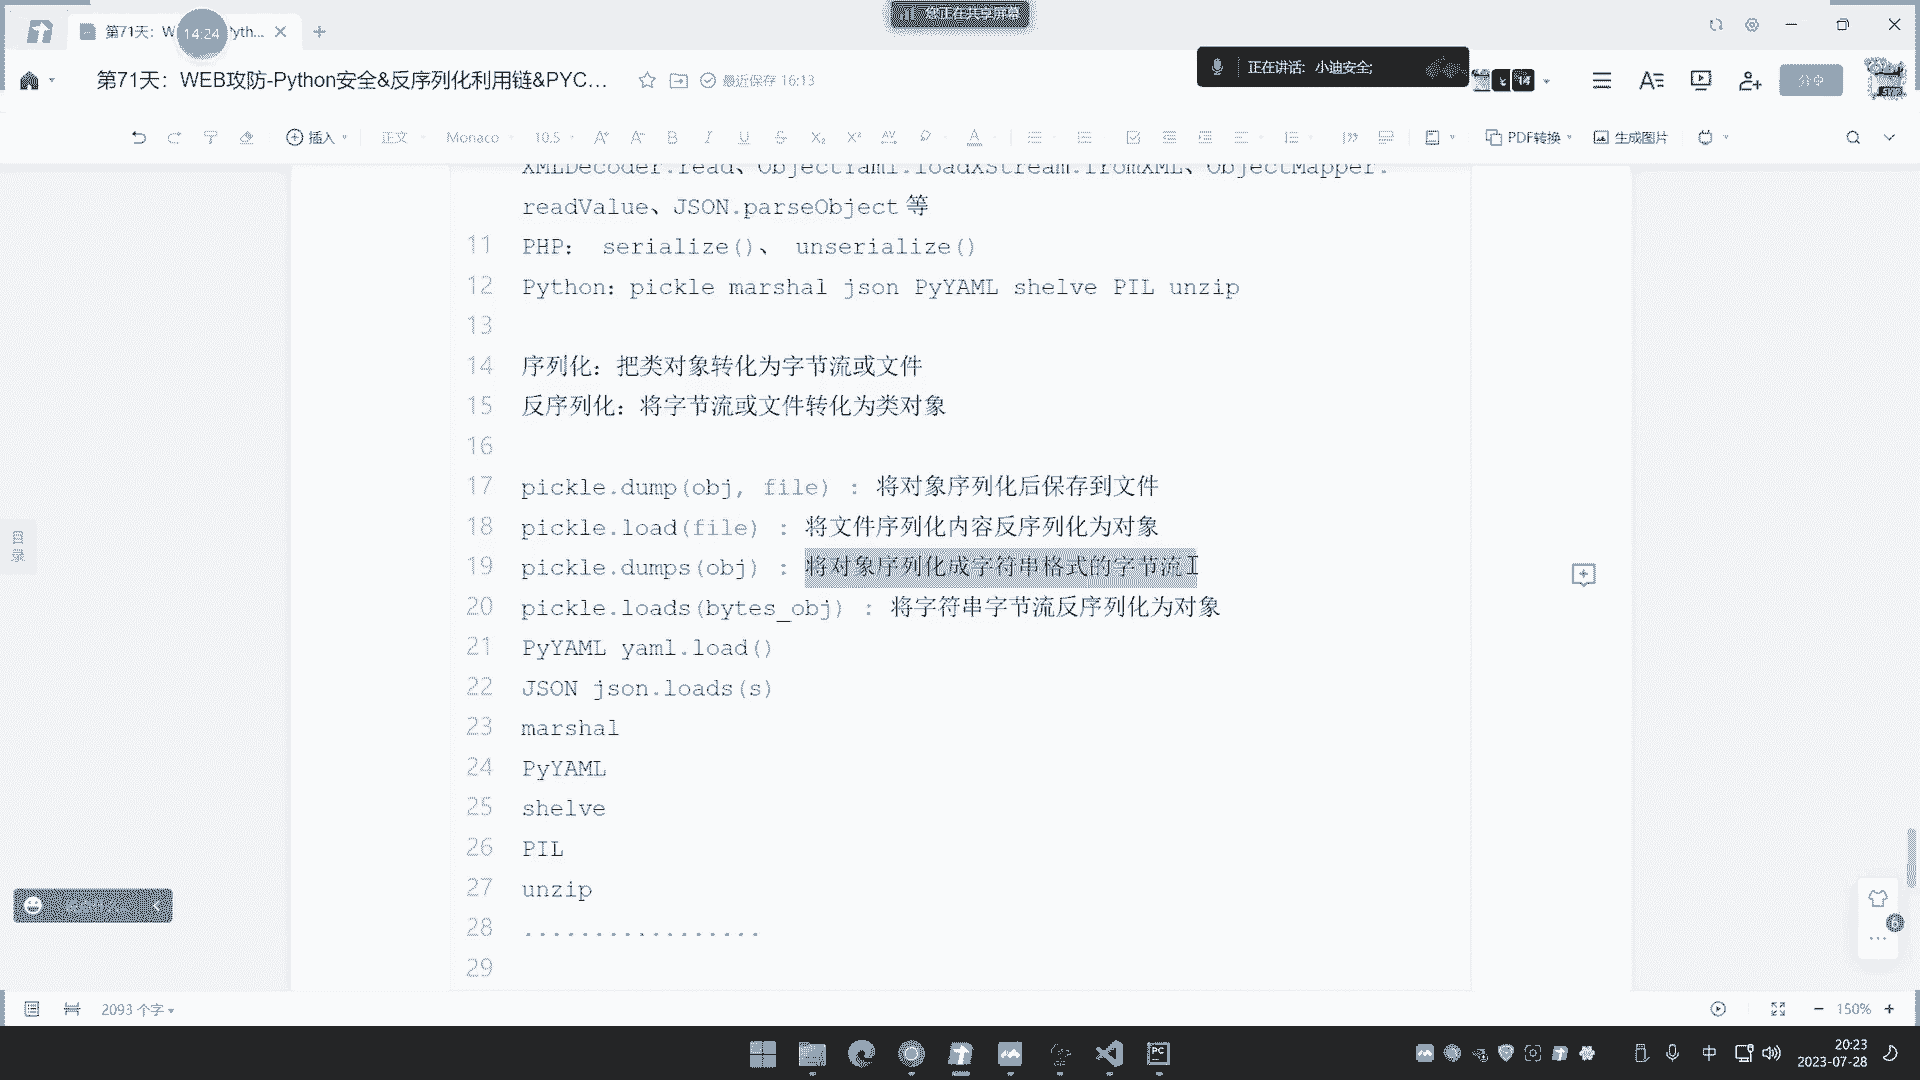 您正在共享屏幕
第71天：W
14:24
yth...
第71天：WEB攻防-Python安全&反序列化利用链&PYC...
最近保存 16:13
正在讲话：小迪安全;
分享
插入
正文
Monaco
10.5
PDF转换
生成图片
XMLDecoder.read、ObjectYaml.loadXStream.fromXML、ObjectMapper.
readValue、JSON.parseObject 等
11 PHP： serialize()、 unserialize()
12 Python：pickle marshal json PyYAML shelve PIL unzip
13
14 序列化：把类对象转化为字节流或文件
15 反序列化：将字节流或文件转化为类对象
16
17 pickle.dump(obj, file) : 将对象序列化后保存到文件
18 pickle.load(file) : 将文件序列化内容反序列化为对象
19 pickle.dumps(obj) : 将对象序列化成字符串格式的字节流
20 pickle.loads(bytes_obj) : 将字符串字节流反序列化为对象
21 PyYAML yaml.load()
22 JSON json.loads(s)
23 marshal
24 PyYAML
25 shelve
26 PIL
27 unzip
28 .................
29
目录
2093 个字
150%
中
20:23
2023-07-28